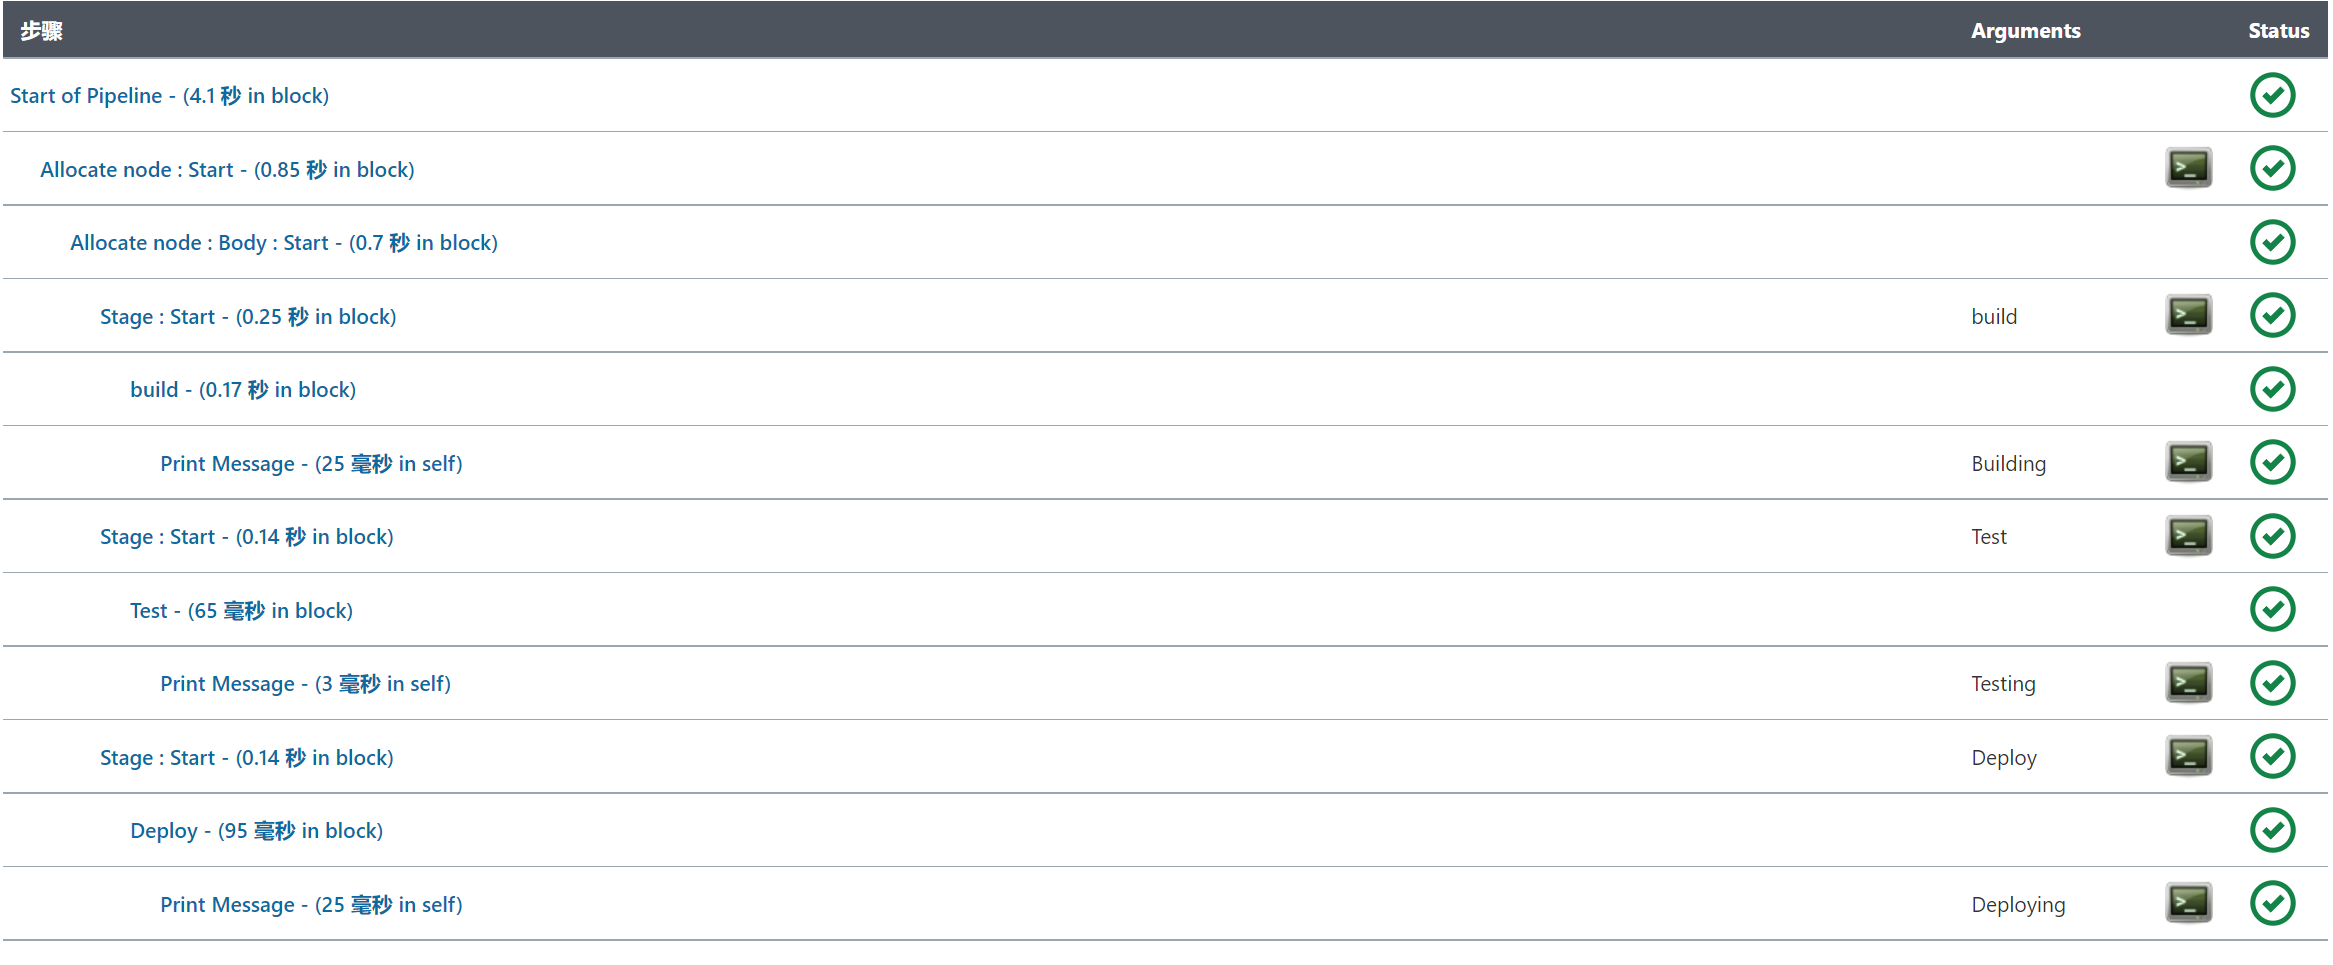 步骤 Arguments Status
Start of Pipeline - (4.1 秒 in block)
Allocate node : Start - (0.85 秒 in block)
Allocate node : Body : Start - (0.7 秒 in block)
Stage : Start - (0.25 秒 in block) build
build - (0.17 秒 in block)
Print Message - (25 毫秒 in self) Building
Stage : Start - (0.14 秒 in block) Test
Test - (65 毫秒 in block)
Print Message - (3 毫秒 in self) Testing
Stage : Start - (0.14 秒 in block) Deploy
Deploy - (95 毫秒 in block)
Print Message - (25 毫秒 in self) Deploying